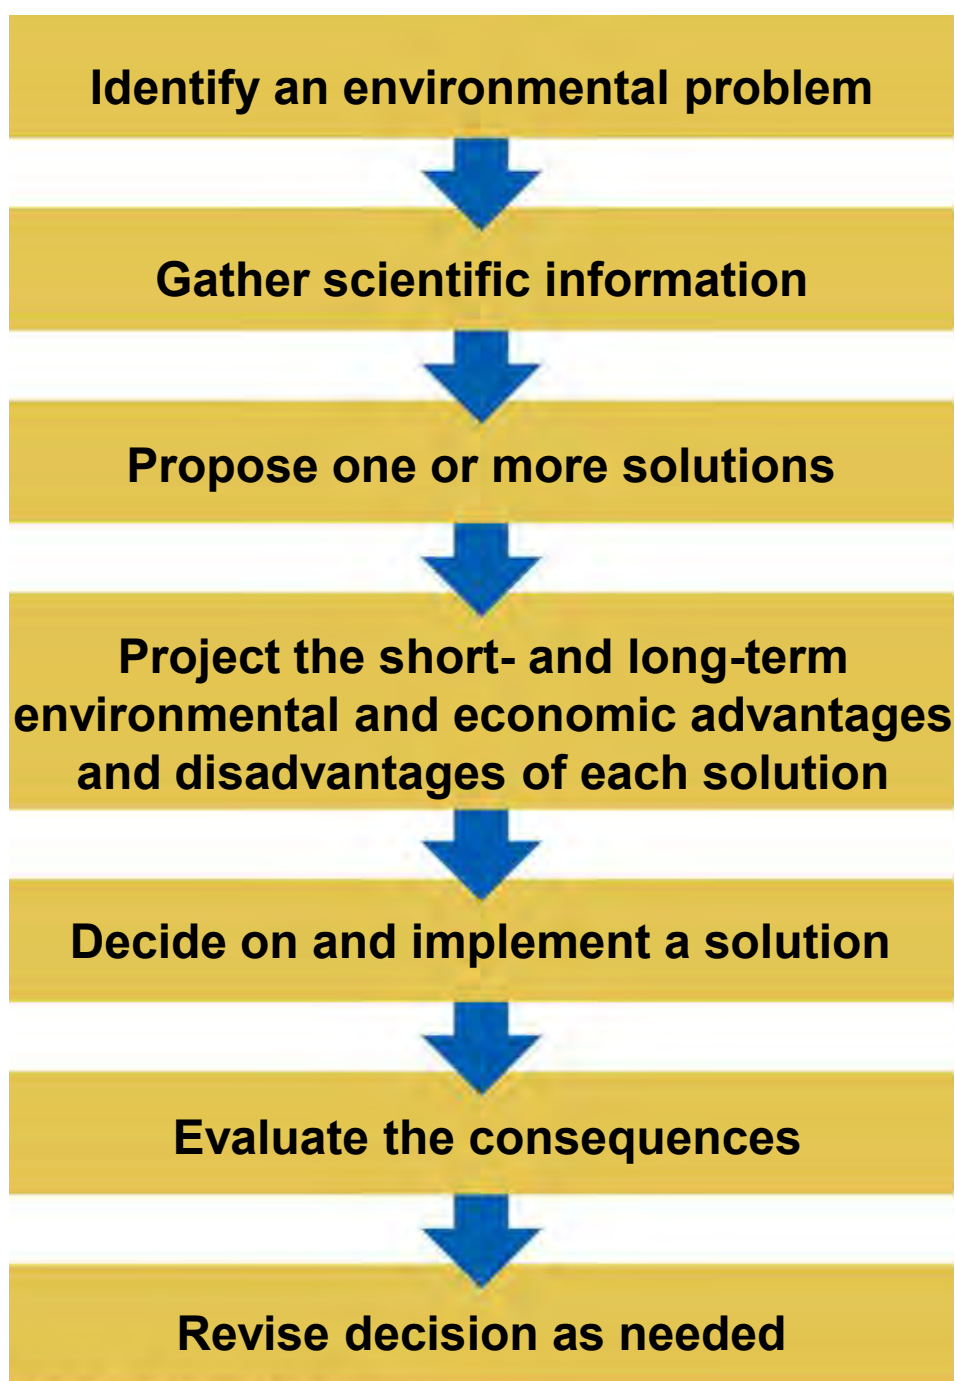 Identify an environmental problem
Gather scientific information
Propose one or more solutions
Project the short- and long-term
environmental and economic advantages
and disadvantages of each solution
Decide on and implement a solution
Evaluate the consequences
Revise decision as needed